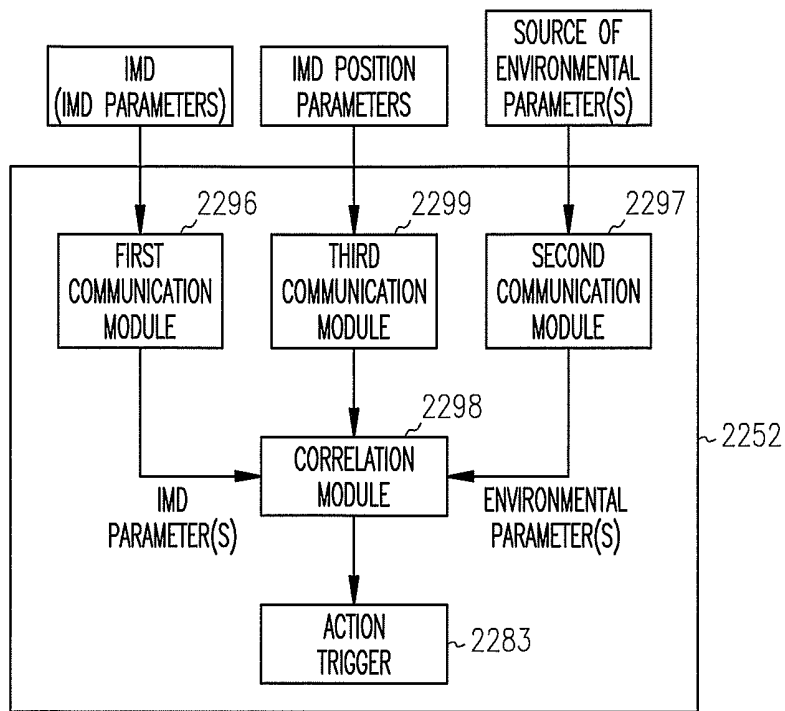 IMD
(IMD PARAMETERS)
IMD POSITION
PARAMETERS
SOURCE OF
ENVIRONMENTAL
PARAMETER(S)
2296
2299
2297
FIRST
COMMUNICATION
MODULE
THIRD
COMMUNICATION
MODULE
SECOND
COMMUNICATION
MODULE
2298
2252
CORRELATION
MODULE
IMD
PARAMETER(S)
ENVIRONMENTAL
PARAMETER(S)
ACTION
TRIGGER
2283